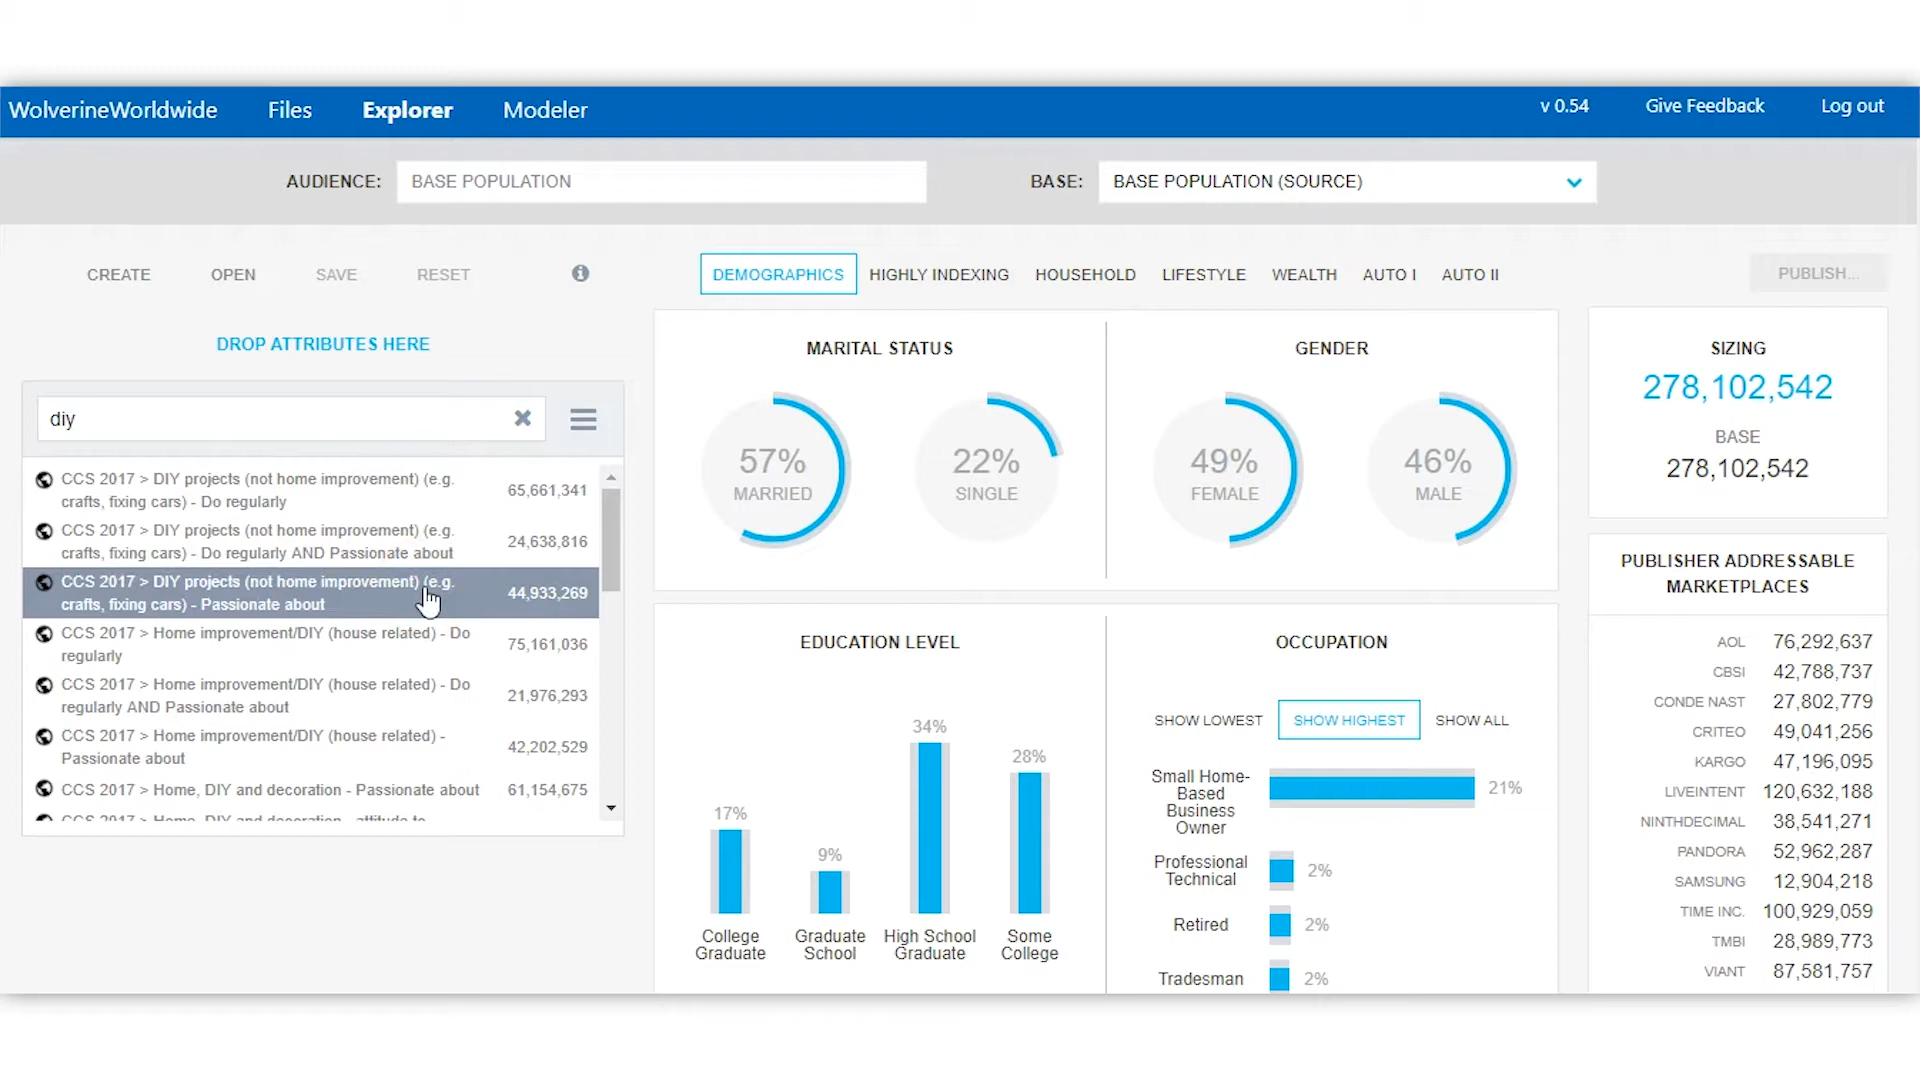 WolverineWorldwide Files Explorer Modeler v 0.54 Give Feedback Log out
AUDIENCE: BASE POPULATION BASE: BASE POPULATION (SOURCE)
CREATE OPEN SAVE RESET
DROP ATTRIBUTES HERE
diy
CCS 2017 > DIY projects (not home improvement) (e.g.
crafts, fixing cars) - Do regularly
65,661,341
CCS 2017 > DIY projects (not home improvement) (e.g.
crafts, fixing cars) - Do regularly AND Passionate about
24,638,816
CCS 2017 > DIY projects (not home improvement) (e.g.
crafts, fixing cars) - Passionate about
44,933,269
CCS 2017 > Home improvement/DIY (house related) - Do
regularly
75,161,036
CCS 2017 > Home improvement/DIY (house related) - Do
regularly AND Passionate about
21,976,293
CCS 2017 > Home improvement/DIY (house related) -
Passionate about
42,202,529
CCS 2017 > Home, DIY and decoration - Passionate about
61,154,675
CCS 2017 > Home, DIY and decoration - attitude to
DEMOGRAPHICS HIGHLY INDEXING HOUSEHOLD LIFESTYLE WEALTH AUTO I AUTO II
PUBLISH...
MARITAL STATUS
57%
MARRIED
22%
SINGLE
GENDER
49%
FEMALE
46%
MALE
EDUCATION LEVEL
17%
College
Graduate
9%
Graduate
School
34%
High School
Graduate
28%
Some
College
OCCUPATION
SHOW LOWEST SHOW HIGHEST SHOW ALL
Small Home-
Based
Business
Owner
21%
Professional
Technical
2%
Retired 2%
Tradesman 2%
SIZING
278,102,542
BASE
278,102,542
PUBLISHER ADDRESSABLE
MARKETPLACES
AOL 76,292,637
CBSI 42,788,737
CONDE NAST 27,802,779
CRITEO 49,041,256
KARGO 47,196,095
LIVEINTENT 120,632,188
NINTHDECIMAL 38,541,271
PANDORA 52,962,287
SAMSUNG 12,904,218
TIME INC. 100,929,059
TMBI 28,989,773
VIANT 87,581,757